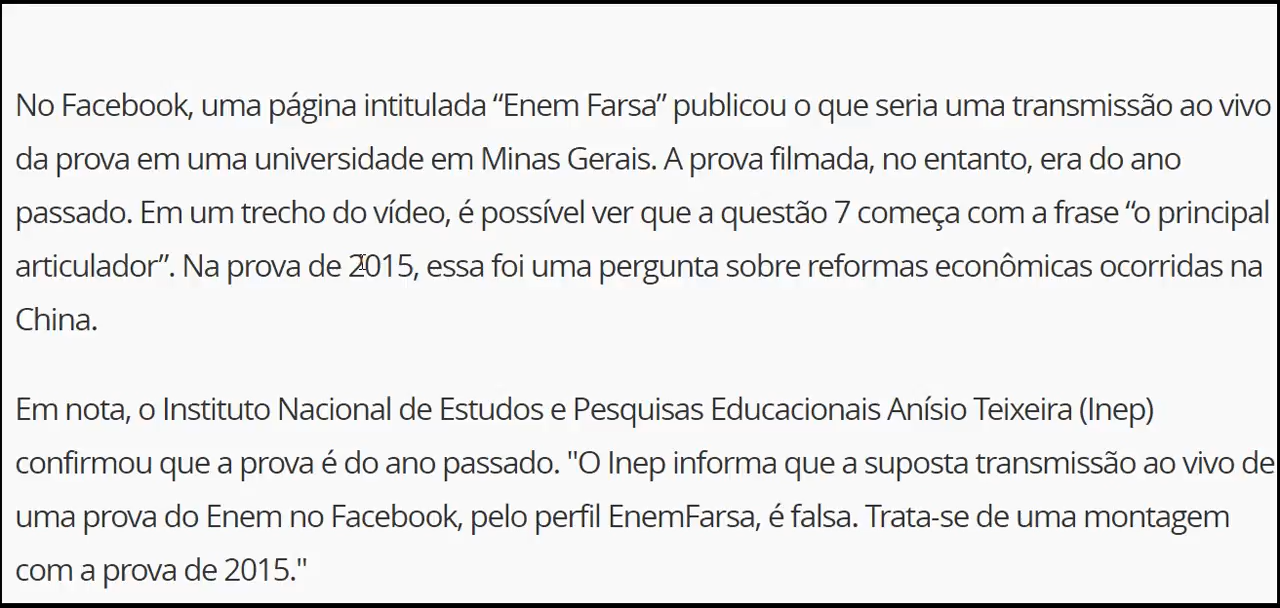 No Facebook, uma página intitulada “Enem Farsa” publicou o que seria uma transmissão ao vivo
da prova em uma universidade em Minas Gerais. A prova filmada, no entanto, era do ano
passado. Em um trecho do vídeo, é possível ver que a questão 7 começa com a frase “o principal
articulador”. Na prova de 2015, essa foi uma pergunta sobre reformas econômicas ocorridas na
China.
Em nota, o Instituto Nacional de Estudos e Pesquisas Educacionais Anísio Teixeira (Inep)
confirmou que a prova é do ano passado. "O Inep informa que a suposta transmissão ao vivo de
uma prova do Enem no Facebook, pelo perfil EnemFarsa, é falsa. Trata-se de uma montagem
com a prova de 2015."